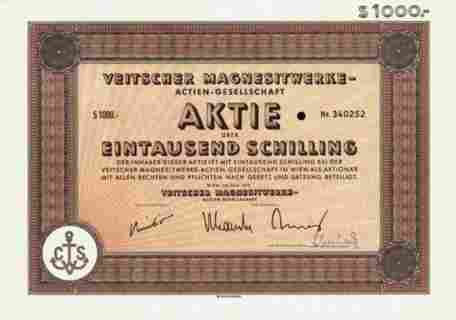 $ 1000.-
VEITSCHER MAGNESITWERKE-
ACTIEN-GESELLSCHAFT
S 1000.-
AKTIE
Nr. 340252
ÜBER
EINTAUSEND SCHILLING
DER INHABER DIESER AKTIE IST MIT EINTAUSEND SCHILLING BEI DER
VEITSCHER MAGNESITWERKE-ACTIEN-GESELLSCHAFT IN WIEN ALS AKTIONÄR
MIT ALLEN RECHTEN UND PFLICHTEN NACH GESETZ UND SATZUNG BETEILIGT.
VEITSCHER MAGNESITWERKE-
ACTIEN-GESELLSCHAFT
C S